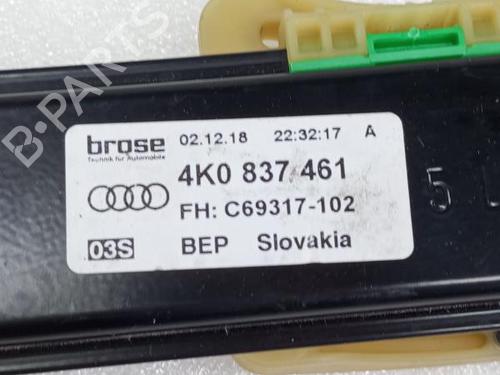 brose 02.12.18 22:32:17 A
Technik für Automobile
4K0 837 461
FH: C69317-102
03S BEP Slovakia
5
B-PARTS